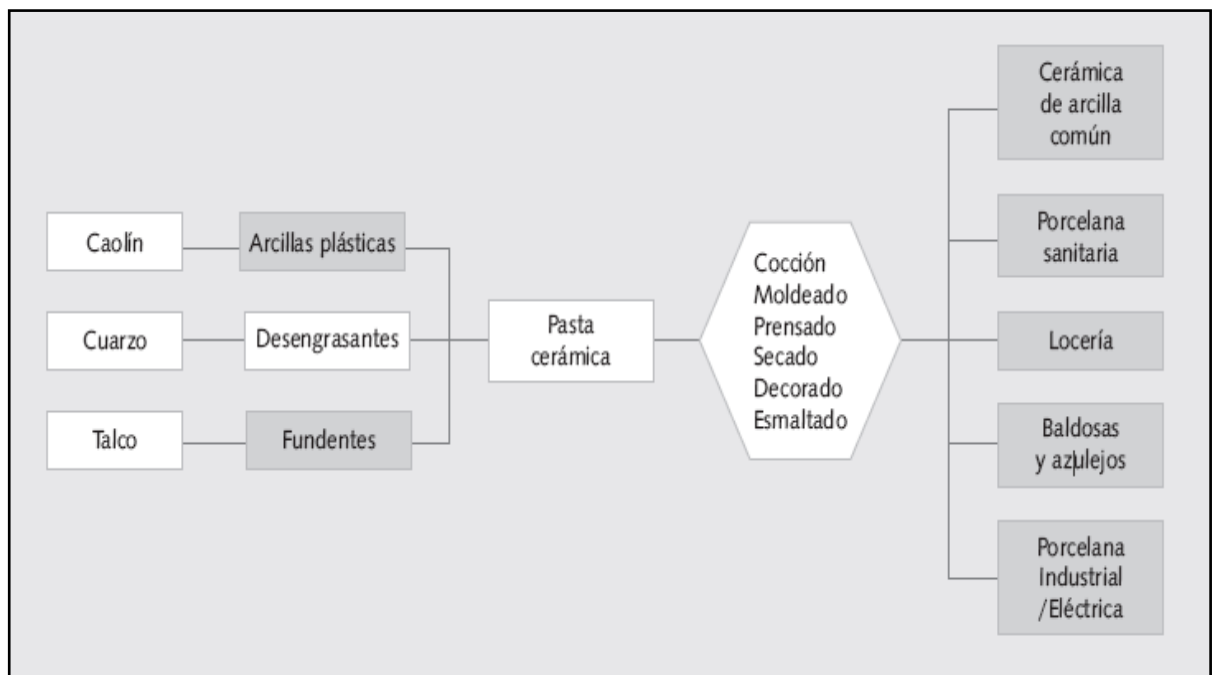 Caolín
Arcillas plásticas
Cuarzo
Desengrasantes
Talco
Fundentes
Pasta
cerámica
Cocción
Moldeado
Prensado
Secado
Decorado
Esmaltado
Cerámica
de arcilla
común
Porcelana
sanitaria
Locería
Baldosas
y azulejos
Porcelana
Industrial
/Eléctrica